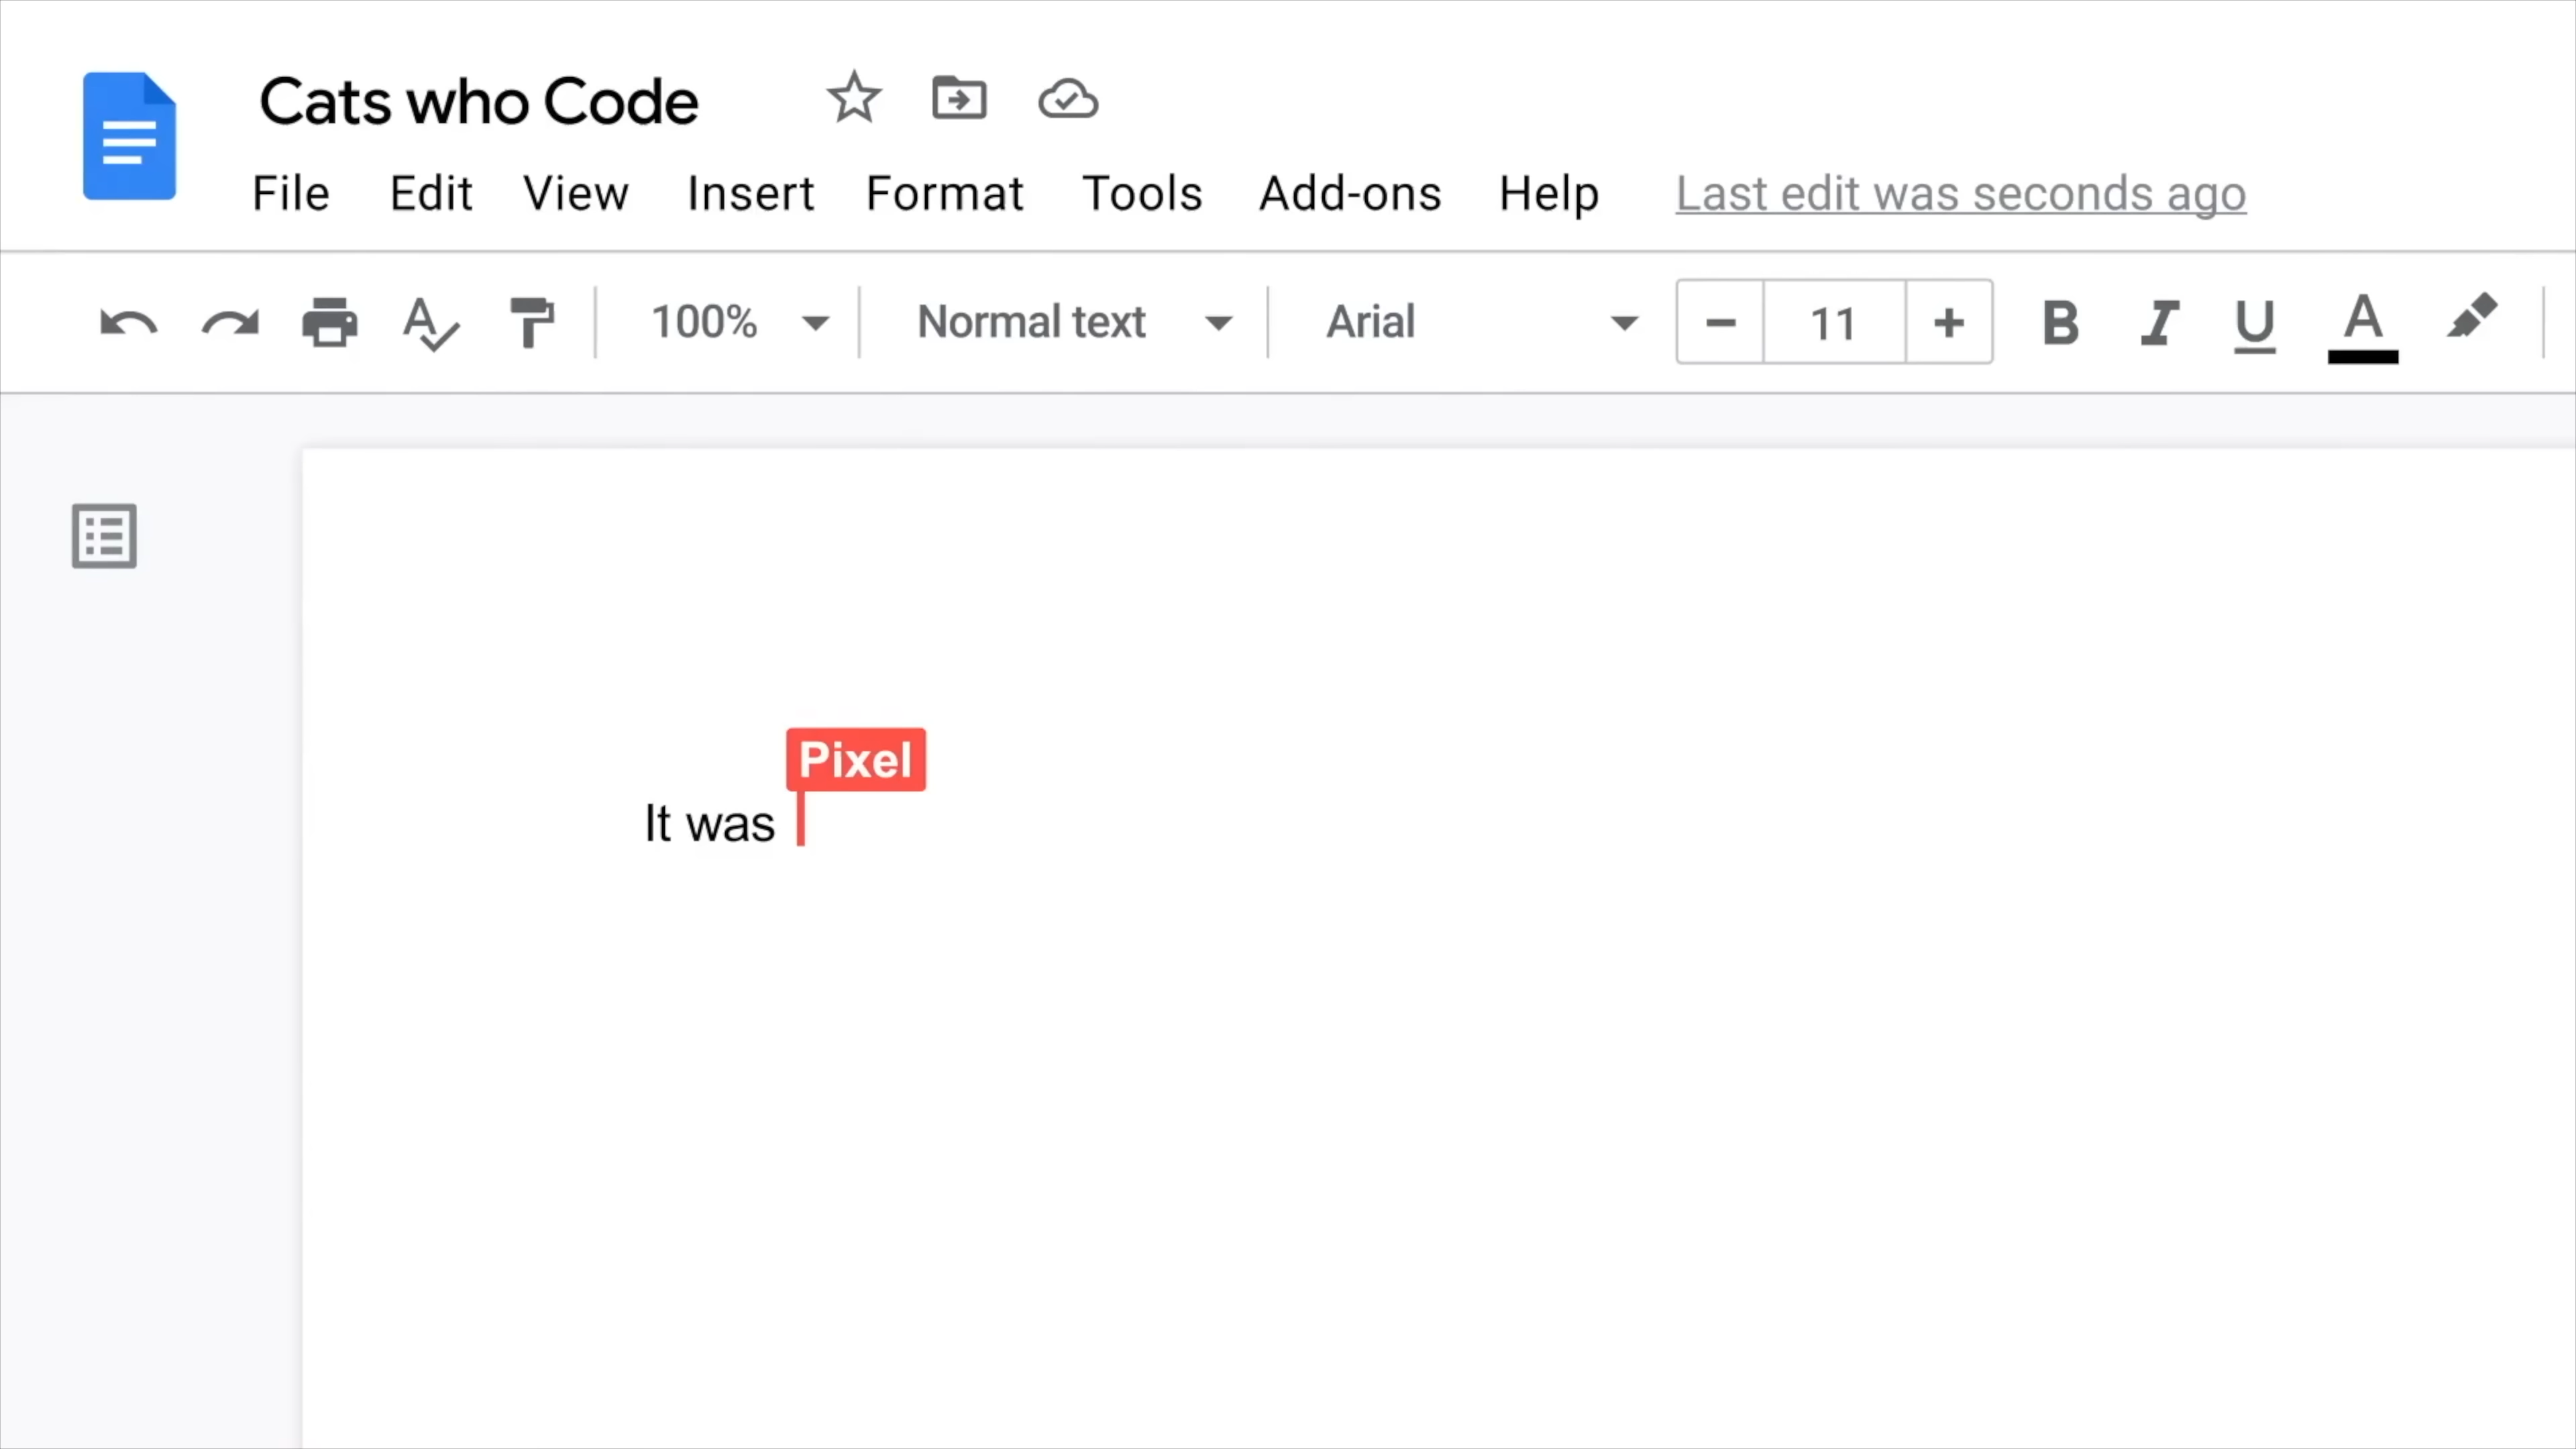 Cats who Code
File Edit View Insert Format Tools Add-ons Help Last edit was seconds ago
100% Normal text Arial 11 B I U A
Pixel
It was